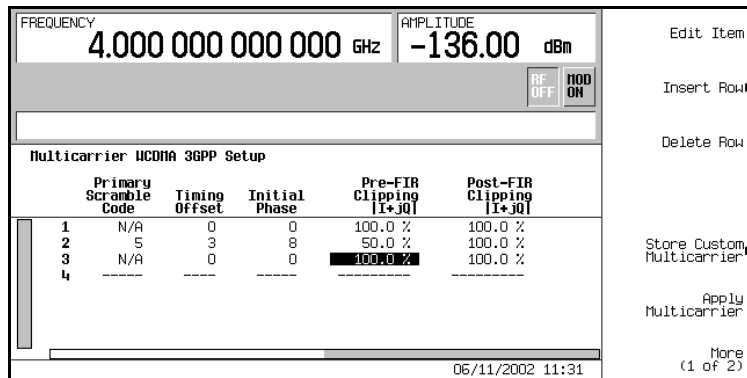 FREQUENCY
4.000 000 000 000 GHz
AMPLITUDE
-136.00 dBm
RF OFF
MOD ON
Multicarrier WCDMA 3GPP Setup
Primary Scramble Code Timing Offset Initial Phase Pre-FIR Clipping |I+jQ| Post-FIR Clipping |I+jQ|
1 N/A 0 0 100.0 % 100.0 %
2 5 3 8 50.0 % 100.0 %
3 N/A 0 0 100.0 % 100.0 %
4 ----- ----- ---- --------- ---------
06/11/2002 11:31
Edit Item
Insert Row
Delete Row
Store Custom
Multicarrier
Apply
Multicarrier
More
(1 of 2)